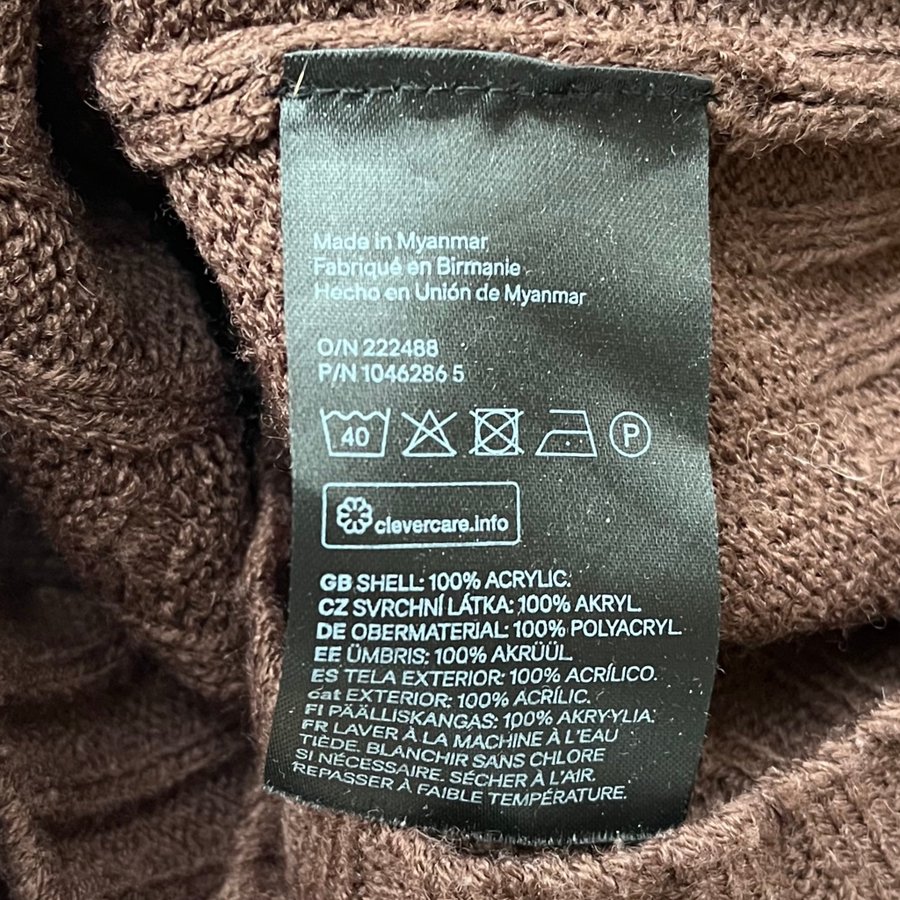 Made in Myanmar
Fabriqué en Birmanie
Hecho en Unión de Myanmar
O/N 222488
P/N 1046286 5
40 P
clevercare.info
GB SHELL: 100% ACRYLIC.
CZ SVRCHNÍ LÁTKA: 100% AKRYL.
DE OBERMATERIAL: 100% POLYACRYL.
EE ÜMBRIS: 100% AKRÜÜL.
ES TELA EXTERIOR: 100% ACRÍLICO.
cat EXTERIOR: 100% ACRÍLIC.
FI PÄÄLLISKANGAS: 100% AKRYYLIA.
FR LAVER À LA MACHINE À L'EAU
TIÈDE. BLANCHIR SANS CHLORE
SI NÉCESSAIRE. SÉCHER À L'AIR.
REPASSER À FAIBLE TEMPÉRATURE.